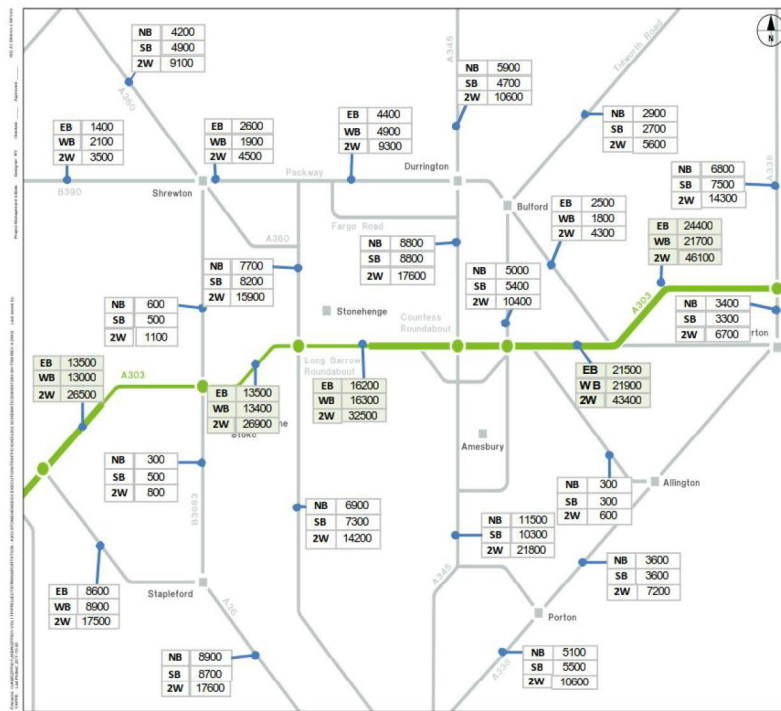 NB 4200
SB 4900
2W 9100
A360
A345
Tidworth Road
N
NB 5900
SB 4700
2W 10600
EB 1400
WB 2100
2W 3500
EB 2600
WB 1900
2W 4500
EB 4400
WB 4900
2W 9300
NB 2900
SB 2700
2W 5600
NB 6800
SB 7500
2W 14300
A338
B390
Shrewton
Packway
Durrington
Bulford
Fargo Road
A360
EB 2500
WB 1800
2W 4300
EB 24400
WB 21700
2W 46100
NB 7700
SB 8200
2W 15900
NB 8800
SB 8800
2W 17600
NB 5000
SB 5400
2W 10400
NB 600
SB 500
2W 1100
Stonehenge
Countess
Roundabout
A303
NB 3400
SB 3300
2W 6700
rton
EB 13500
WB 13000
2W 26500
A303
EB 13500
WB 13400
2W 26900
Long Barrow
Roundabout
EB 16200
WB 16300
2W 32500
EB 21500
WB 21900
2W 43400
Amesbury
NB 300
SB 500
2W 800
B3083
NB 300
SB 300
2W 600
Allington
NB 6900
SB 7300
2W 14200
NB 11500
SB 10300
2W 21800
EB 8600
WB 8900
2W 17500
Stapleford
A36
A345
NB 3600
SB 3600
2W 7200
Porton
NB 8900
SB 8700
2W 17600
A338
NB 5100
SB 5500
2W 10600